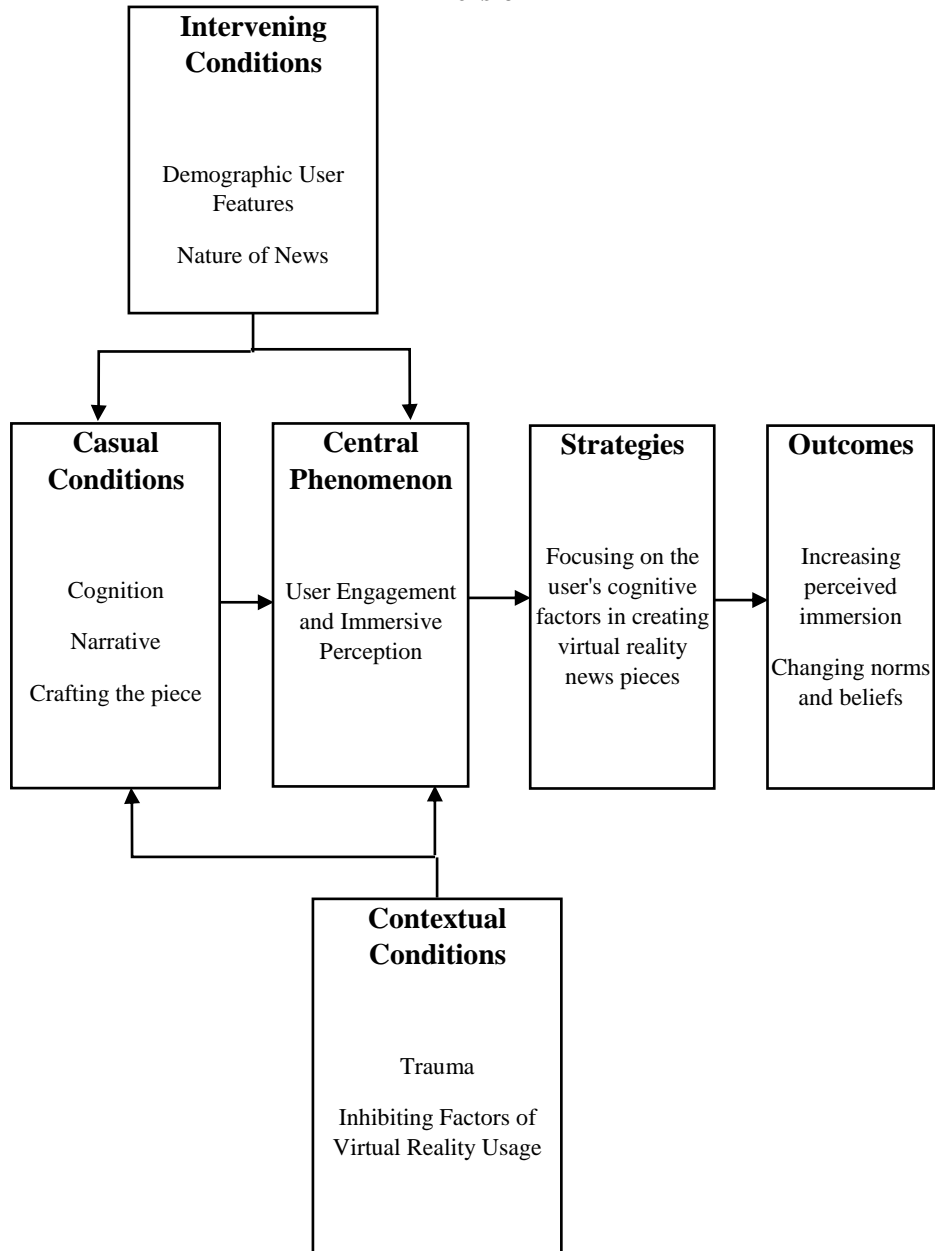 Intervening
Conditions
Demographic User
Features
Nature of News
Casual
Conditions
Cognition
Narrative
Crafting the piece
Central
Phenomenon
User Engagement
and Immersive
Perception
Strategies
Focusing on the
user's cognitive
factors in creating
virtual reality
news pieces
Outcomes
Increasing
perceived
immersion
Changing norms
and beliefs
Contextual
Conditions
Trauma
Inhibiting Factors of
Virtual Reality Usage